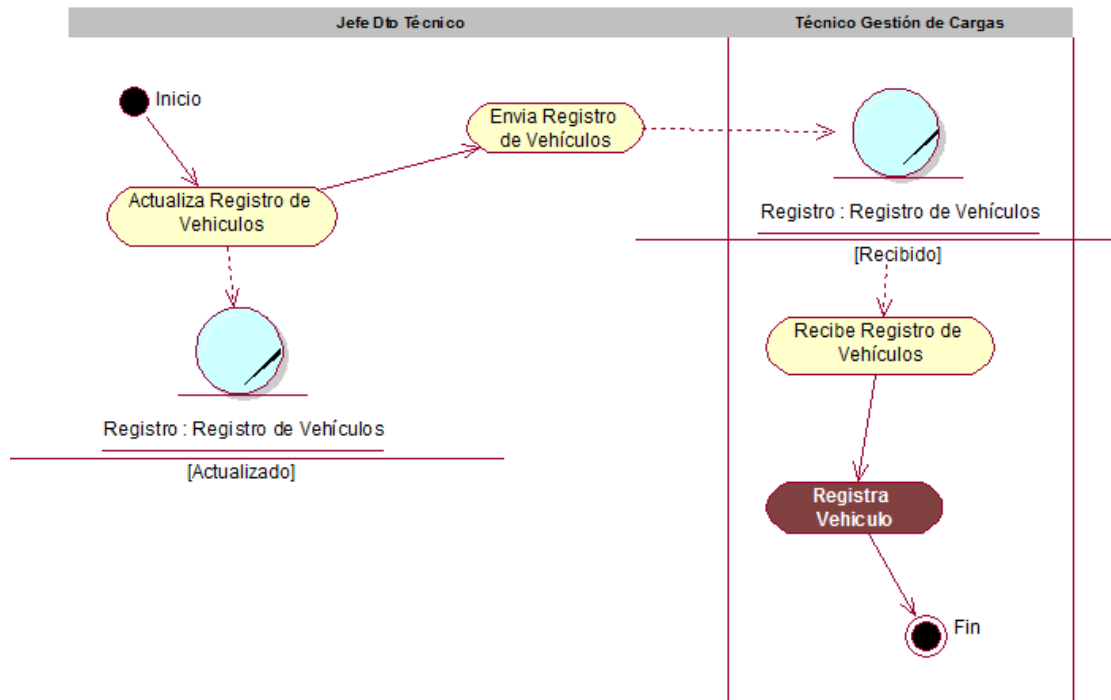 Jefe Dto Técnico
Técnico Gestión de Cargas
Inicio
Envia Registro
de Vehículos
Actualiza Registro de
Vehiculos
Registro : Registro de Vehículos
[Actualizado]
Registro : Registro de Vehículos
[Recibido]
Recibe Registro de
Vehículos
Registra
Vehiculo
Fin